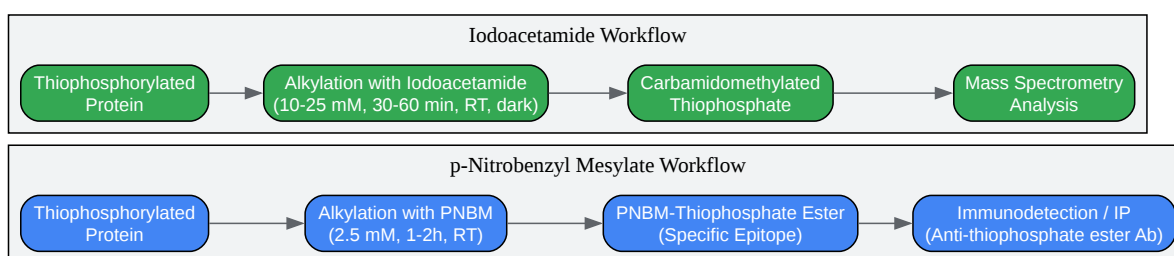 Iodoacetamide Workflow
Thiophosphorylated
Protein
Alkylation with Iodoacetamide
(10-25 mM, 30-60 min, RT, dark)
Carbamidomethylated
Thiophosphate
Mass Spectrometry
Analysis
p-Nitrobenzyl Mesylate Workflow
Thiophosphorylated
Protein
Alkylation with PNBM
(2.5 mM, 1-2h, RT)
PNBM-Thiophosphate Ester
(Specific Epitope)
Immunodetection / IP
(Anti-thiophosphate ester Ab)